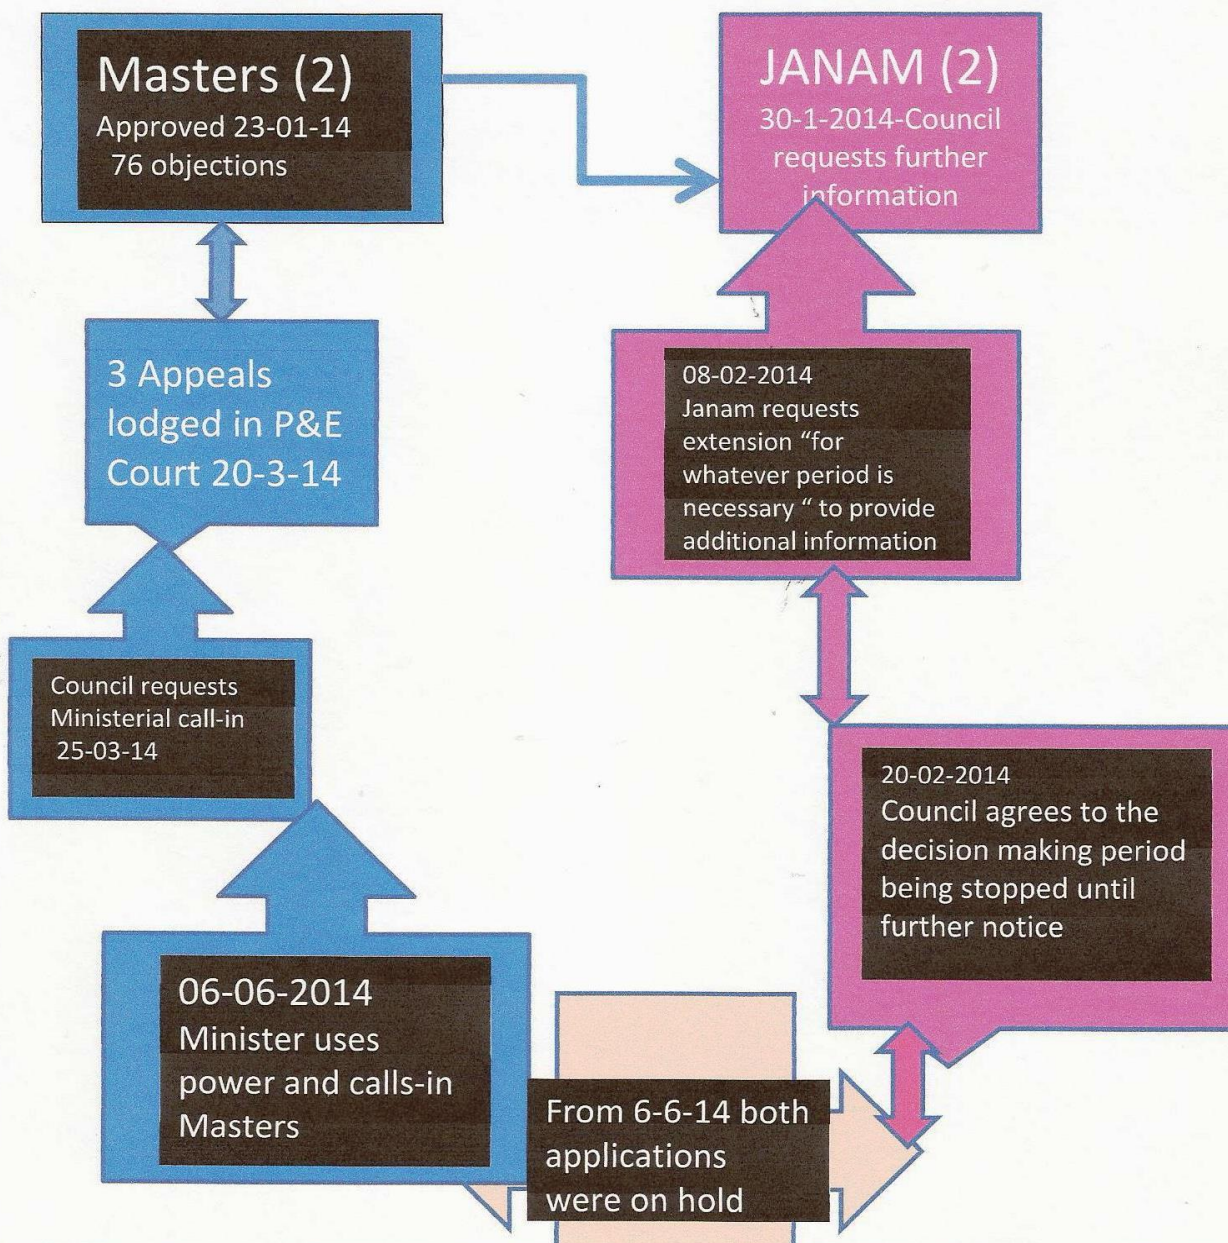 Masters (2)
Approved 23-01-14
76 objections
JANAM (2)
30-1-2014-Council
requests further
information
3 Appeals
lodged in P&E
Court 20-3-14
08-02-2014
Janam requests
extension “for
whatever period is
necessary “ to provide
additional information
Council requests
Ministerial call-in
25-03-14
20-02-2014
Council agrees to the
decision making period
being stopped until
further notice
06-06-2014
Minister uses
power and calls-in
Masters
From 6-6-14 both
applications
were on hold